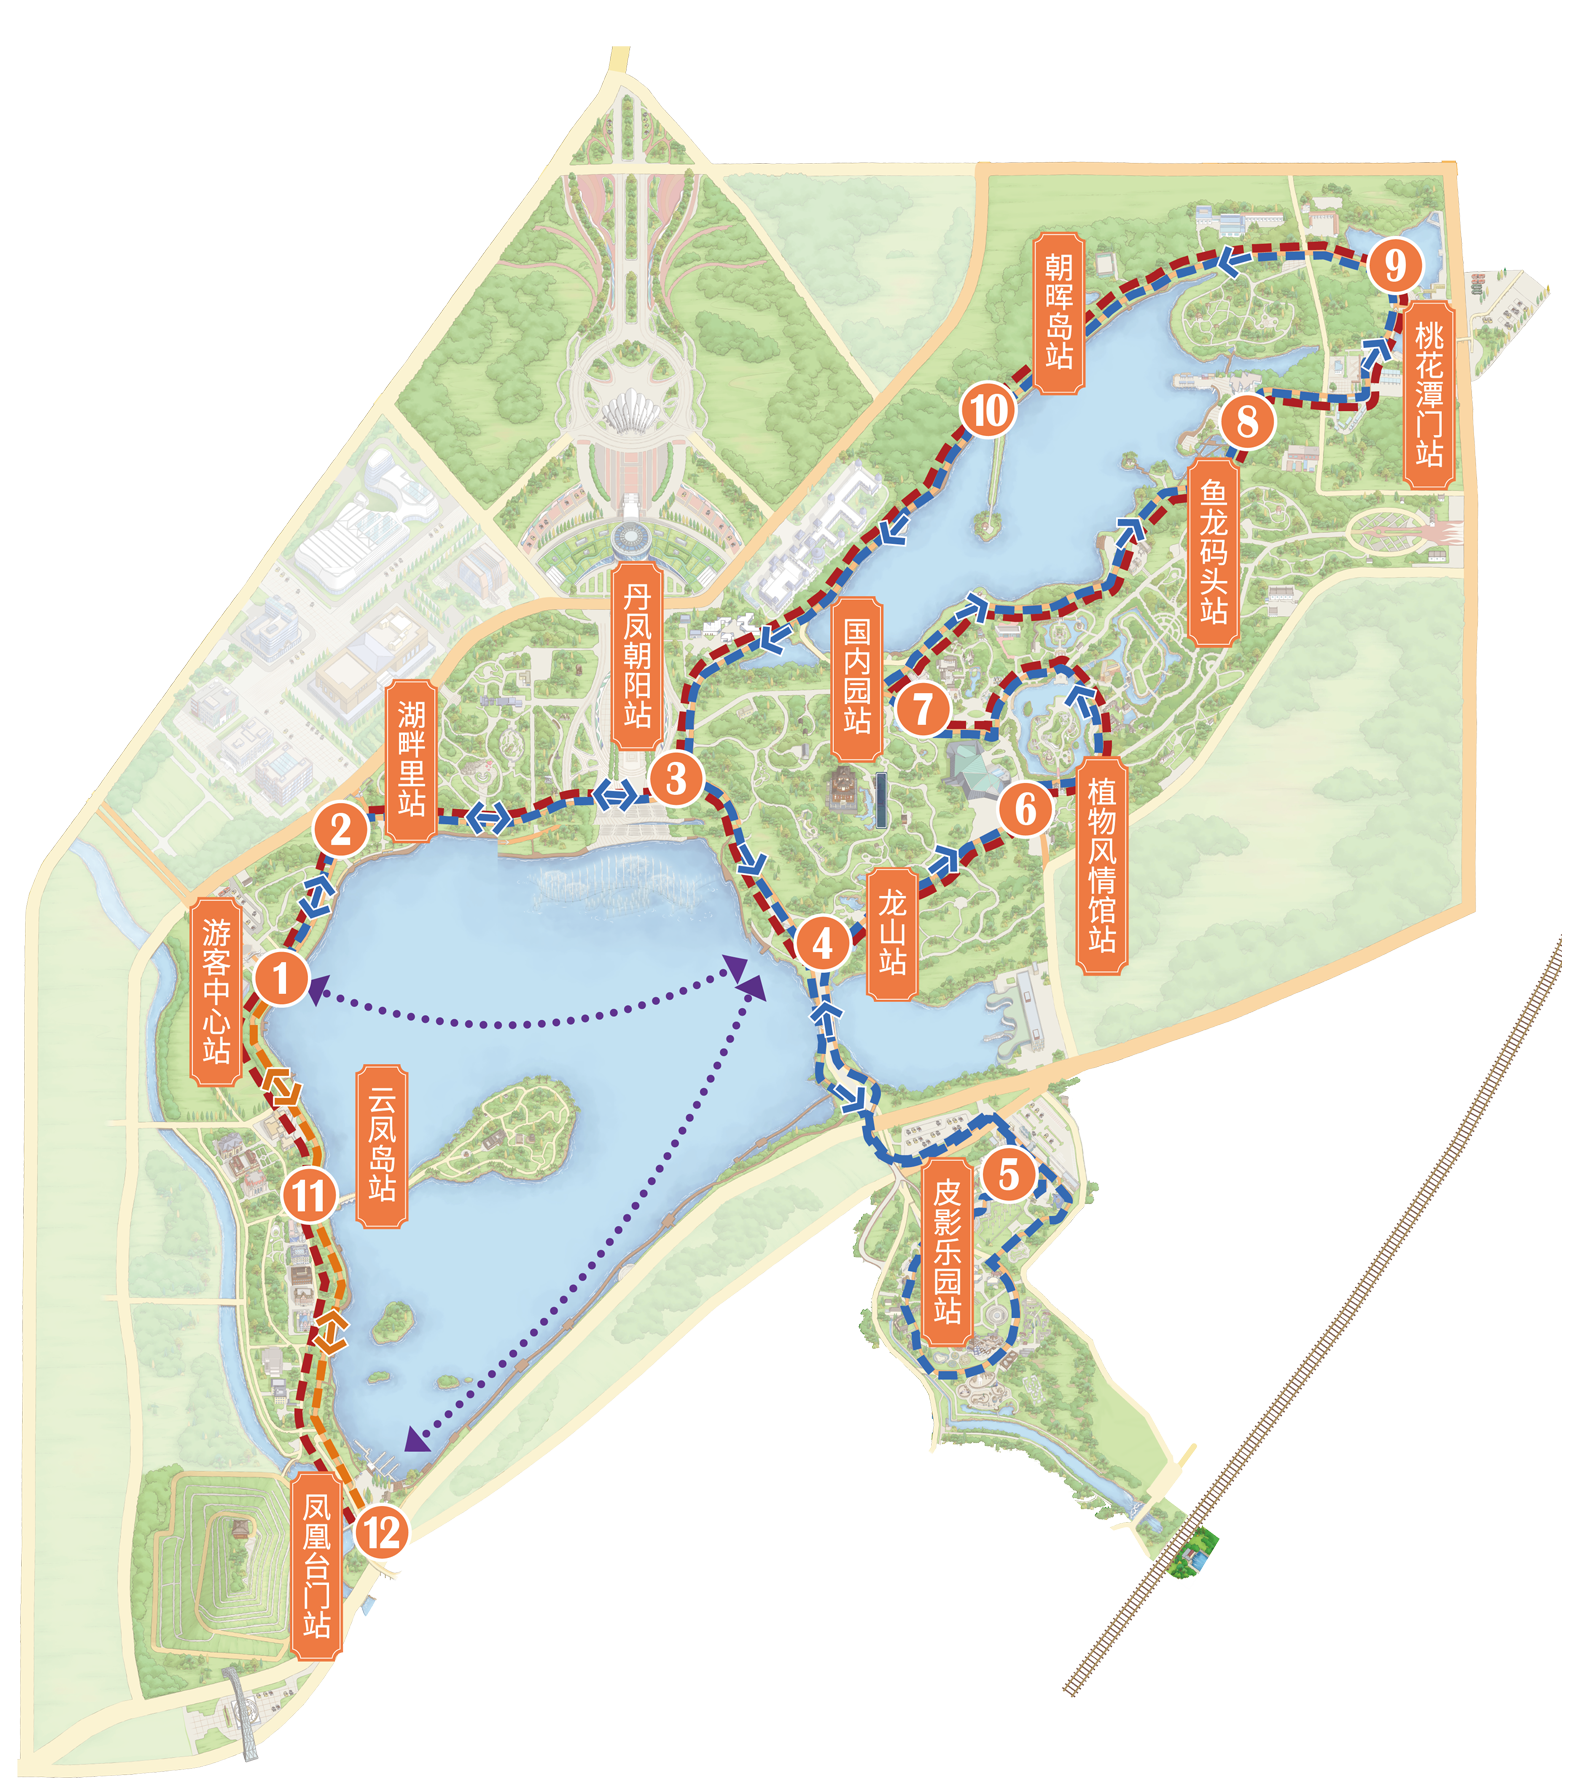 1
游客中心站
2
湖畔里站
3
丹凤朝阳站
4
龙山站
5
皮影乐园站
6
植物风情馆站
7
国内园站
8
鱼龙码头站
9
桃花潭门站
10
朝晖岛站
11
云凤岛站
12
凤凰台门站